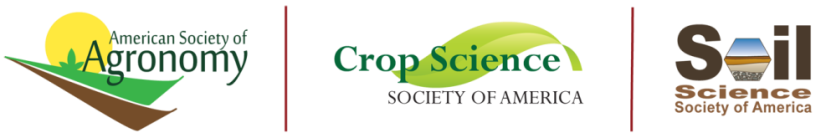 American Society of
Agronomy
Crop Science
SOCIETY OF AMERICA
Soil
Science
Society of America